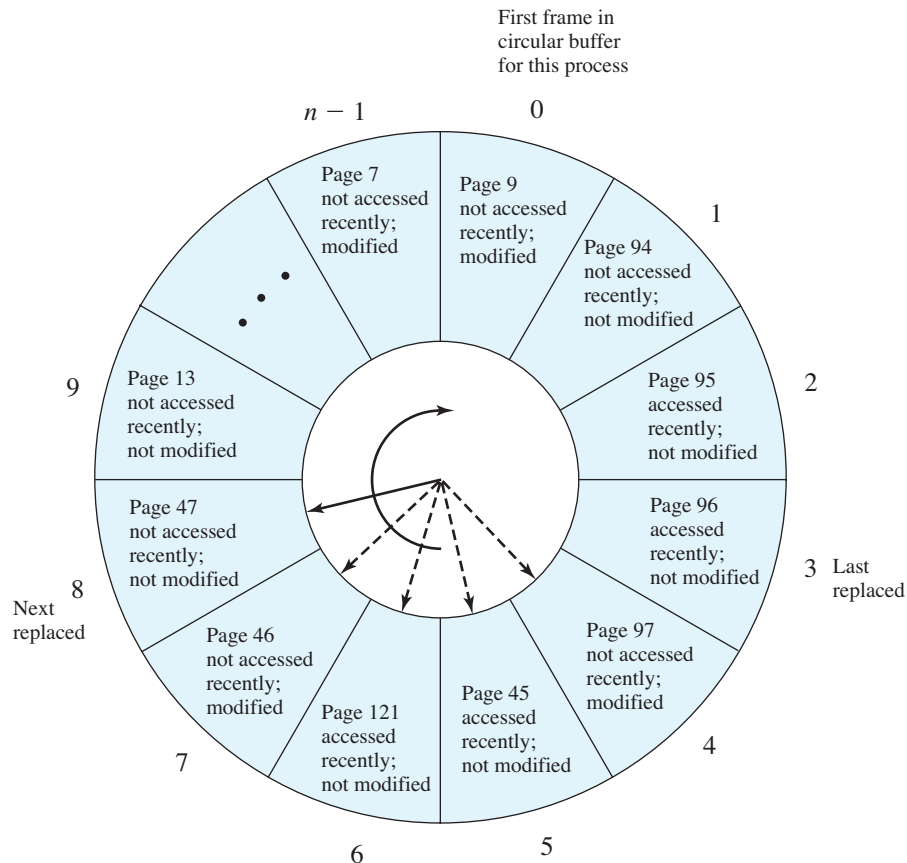 First frame in
circular buffer
for this process
n − 1
0
Page 7
not accessed
recently;
modified
Page 9
not accessed
recently;
modified
1
Page 94
not accessed
recently;
not modified
2
Page 95
accessed
recently;
not modified
Page 96
accessed
recently;
not modified
3
Last
replaced
Page 97
not accessed
recently;
modified
4
Page 45
accessed
recently;
not modified
5
Page 121
accessed
recently;
not modified
6
Page 46
not accessed
recently;
modified
7
Page 47
not accessed
recently;
not modified
8
Next
replaced
9
Page 13
not accessed
recently;
not modified